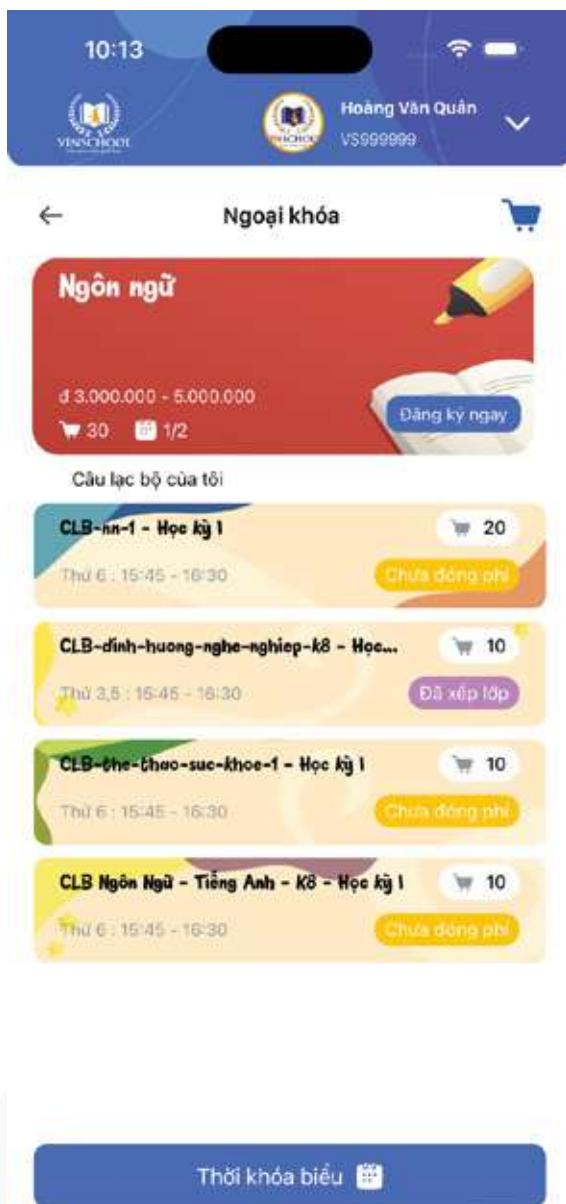 10:13
VINSCHOOL
Hoàng Văn Quân
VS999999
Ngoại khóa
Ngôn ngữ
đ 3.000.000 - 5.000.000
30 1/2
Đăng ký ngay
Câu lạc bộ của tôi
CLB-nn-1 - Học kỳ I
20
Thứ 6 : 15:45 - 16:30
Chưa đóng phí
CLB-dinh-huong-nghe-nghiep-k8 - Học...
10
Thứ 3,5 : 15:45 - 16:30
Đã xếp lớp
CLB-the-thao-suc-khoe-1 - Học kỳ I
10
Thứ 6 : 15:45 - 16:30
Chưa đóng phí
CLB Ngôn Ngữ - Tiếng Anh - K8 - Học kỳ I
10
Thứ 6 : 15:45 - 16:30
Chưa đóng phí
Thời khóa biểu